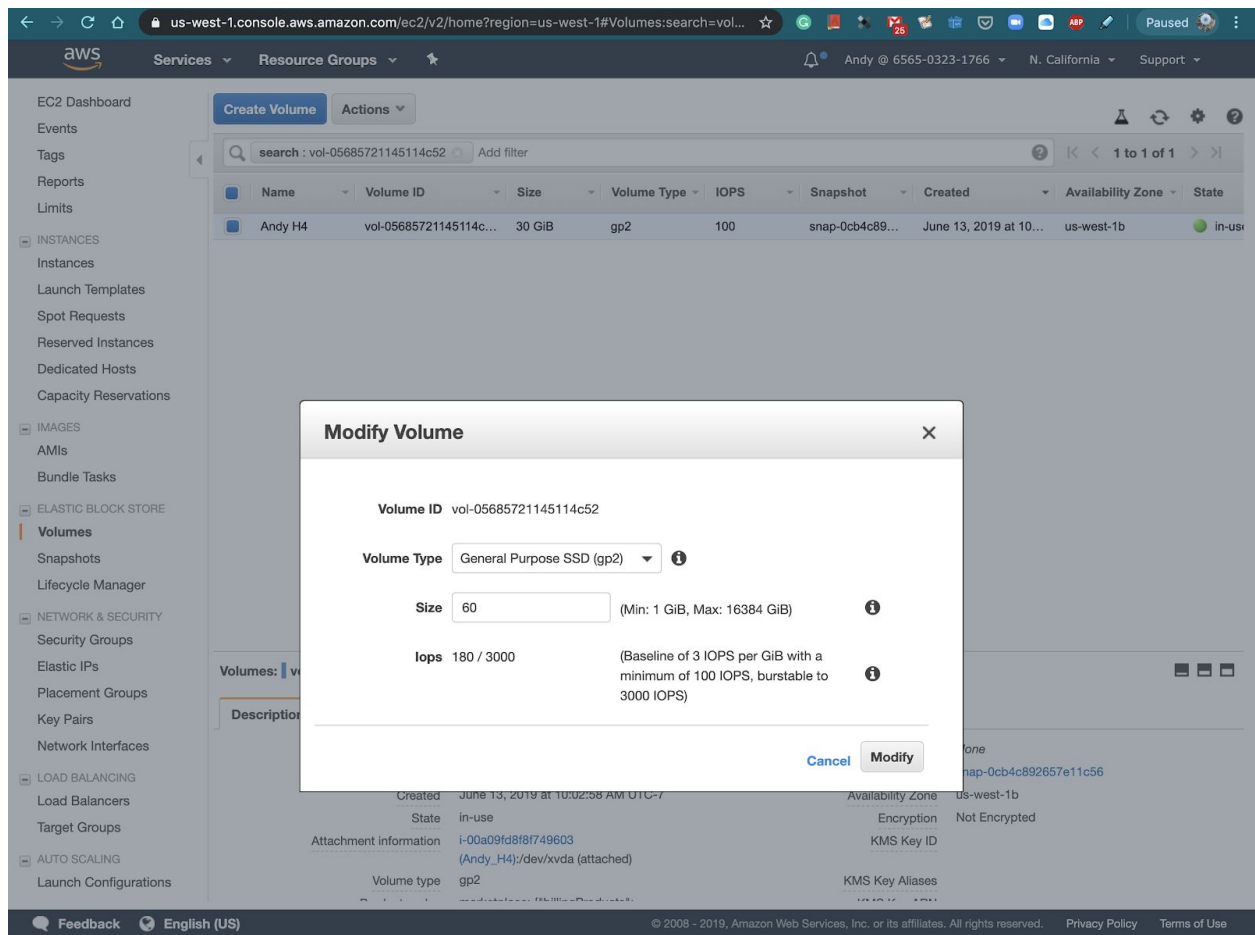 us-west-1.console.aws.amazon.com/ec2/v2/home?region=us-west-1#Volumes:search=vol...
25
ABP
Paused
aws
Services
Resource Groups
Andy @ 6565-0323-1766
N. California
Support
EC2 Dashboard
Events
Tags
Reports
Limits
INSTANCES
Instances
Launch Templates
Spot Requests
Reserved Instances
Dedicated Hosts
Capacity Reservations
IMAGES
AMIs
Bundle Tasks
ELASTIC BLOCK STORE
Volumes
Snapshots
Lifecycle Manager
NETWORK & SECURITY
Security Groups
Elastic IPs
Placement Groups
Key Pairs
Network Interfaces
LOAD BALANCING
Load Balancers
Target Groups
AUTO SCALING
Launch Configurations
Create Volume Actions
search : vol-05685721145114c52 Add filter 1 to 1 of 1
Name Volume ID Size Volume Type IOPS Snapshot Created Availability Zone State
Andy H4 vol-05685721145114c... 30 GiB gp2 100 snap-0cb4c89... June 13, 2019 at 10... us-west-1b in-use
Modify Volume
Volume ID vol-05685721145114c52
Volume Type General Purpose SSD (gp2)
Size 60 (Min: 1 GiB, Max: 16384 GiB)
Iops 180 / 3000 (Baseline of 3 IOPS per GiB with a
minimum of 100 IOPS, burstable to
3000 IOPS)
Cancel Modify
Volumes:
Description
snap-0cb4c892657e11c56
Created June 13, 2019 at 10:02:58 AM UTC-7 Availability Zone us-west-1b
State in-use Encryption Not Encrypted
Attachment information i-00a09fd8f8f749603 KMS Key ID
(Andy_H4):/dev/xvda (attached)
Volume type gp2 KMS Key Aliases
Feedback English (US) © 2008 - 2019, Amazon Web Services, Inc. or its affiliates. All rights reserved. Privacy Policy Terms of Use